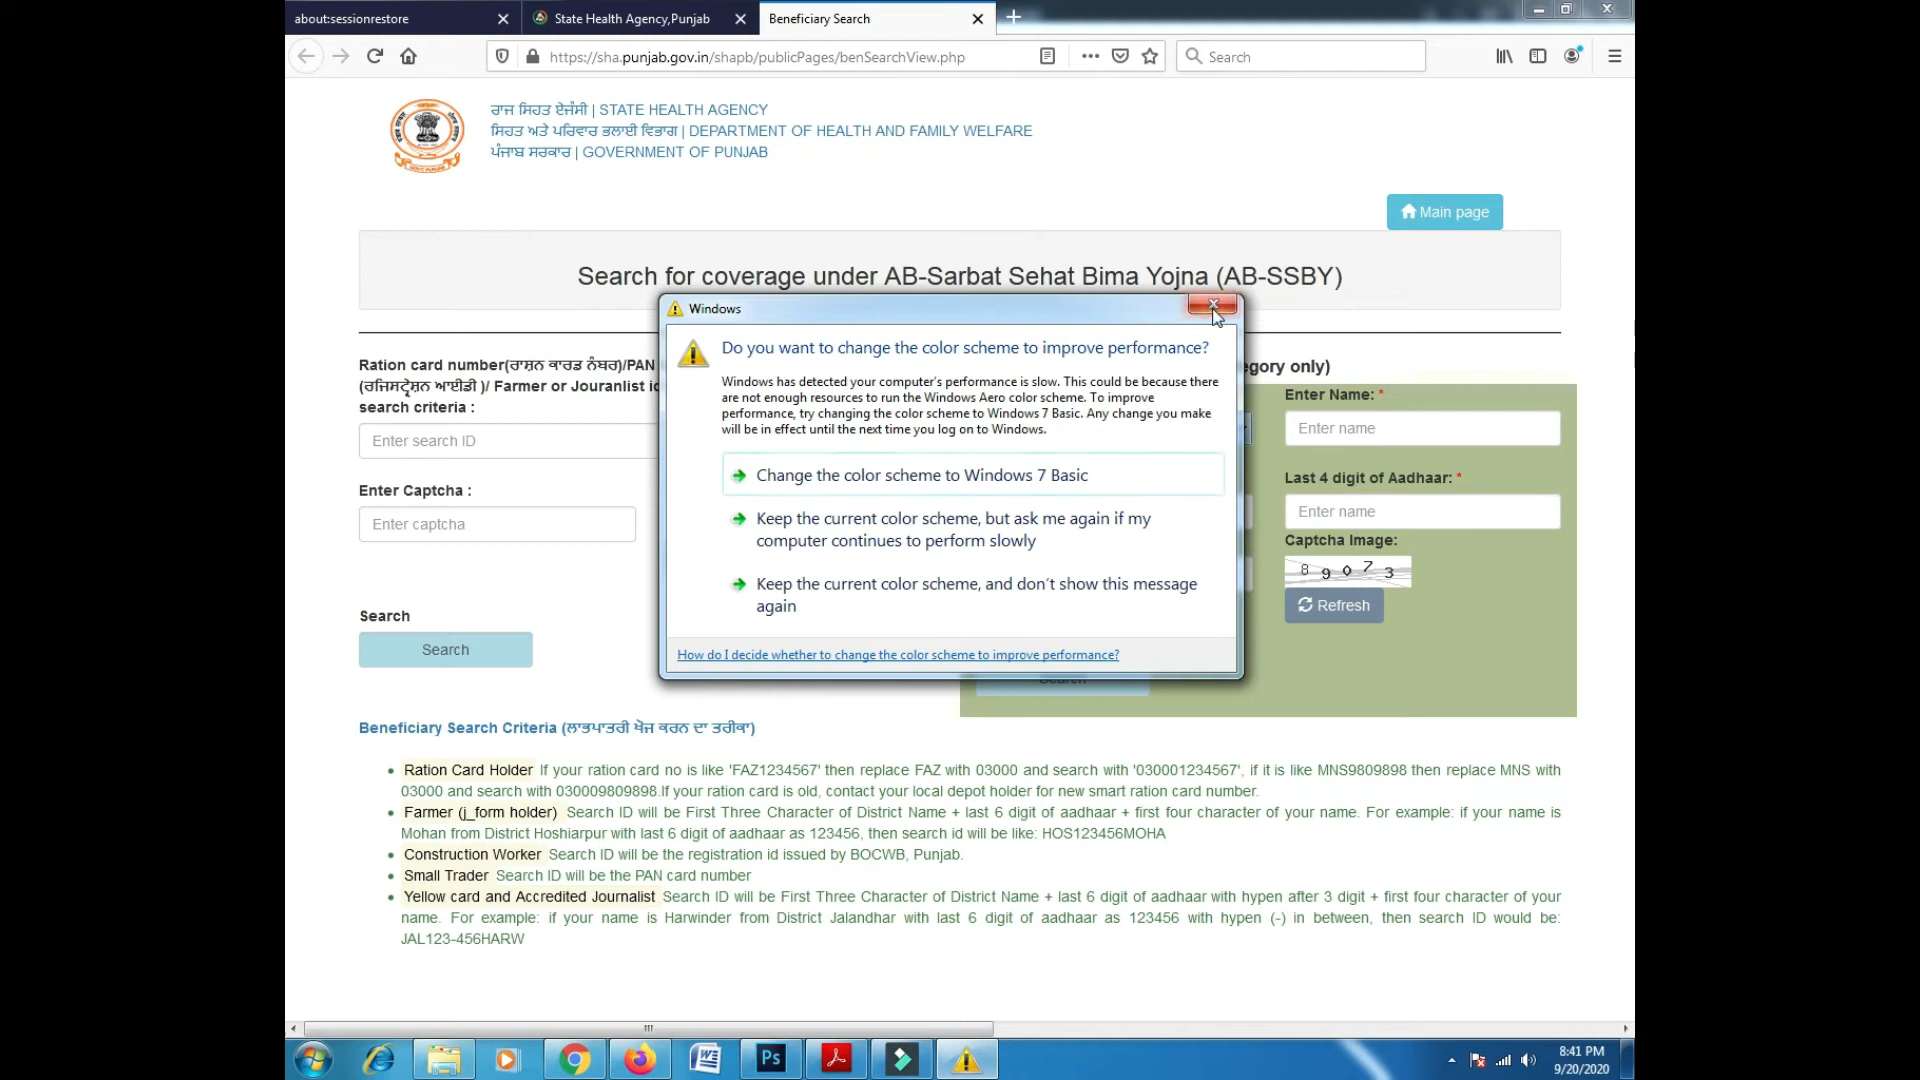 about:sessionrestore
State Health Agency,Punjab
Beneficiary Search
https://sha.punjab.gov.in/shapb/publicPages/benSearchView.php
Search
ਰਾਜ ਸਿਹਤ ਏਜੰਸੀ | STATE HEALTH AGENCY
ਸਿਹਤ ਅਤੇ ਪਰਿਵਾਰ ਭਲਾਈ ਵਿਭਾਗ | DEPARTMENT OF HEALTH AND FAMILY WELFARE
ਪੰਜਾਬ ਸਰਕਾਰ | GOVERNMENT OF PUNJAB
Main page
Search for coverage under AB-Sarbat Sehat Bima Yojna (AB-SSBY)
Windows
Do you want to change the color scheme to improve performance?
Windows has detected your computer's performance is slow. This could be because there
are not enough resources to run the Windows Aero color scheme. To improve
performance, try changing the color scheme to Windows 7 Basic. Any change you make
will be in effect until the next time you log on to Windows.
Change the color scheme to Windows 7 Basic
Keep the current color scheme, but ask me again if my
computer continues to perform slowly
Keep the current color scheme, and don't show this message
again
How do I decide whether to change the color scheme to improve performance?
Ration card number(ਰਾਸ਼ਨ ਕਾਰਡ ਨੰਬਰ)/PAN
(ਰਜਿਸਟ੍ਰੇਸ਼ਨ ਆਈਡੀ )/ Farmer or Jouranlist
search criteria :
Enter search ID
Enter Captcha :
Enter captcha
Search
Search
only)
Enter Name: *
Enter name
Last 4 digit of Aadhaar: *
Enter name
Captcha Image:
8 9 0 7 3
Refresh
Search
Beneficiary Search Criteria (ਲਾਭਪਾਤਰੀ ਖੋਜ ਕਰਨ ਦਾ ਤਰੀਕਾ)
Ration Card Holder If your ration card no is like 'FAZ1234567' then replace FAZ with 03000 and search with '030001234567', if it is like MNS9809898 then replace MNS with
03000 and search with 030009809898.If your ration card is old, contact your local depot holder for new smart ration card number.
Farmer (j_form holder) Search ID will be First Three Character of District Name + last 6 digit of aadhaar + first four character of your name. For example: if your name is
Mohan from District Hoshiarpur with last 6 digit of aadhaar as 123456, then search id will be like: HOS123456MOHA
Construction Worker Search ID will be the registration id issued by BOCWB, Punjab.
Small Trader Search ID will be the PAN card number
Yellow card and Accredited Journalist Search ID will be First Three Character of District Name + last 6 digit of aadhaar with hypen after 3 digit + first four character of your
name. For example: if your name is Harwinder from District Jalandhar with last 6 digit of aadhaar as 123456 with hypen (-) in between, then search ID would be:
JAL123-456HARW
Ps
8:41 PM
9/20/2020